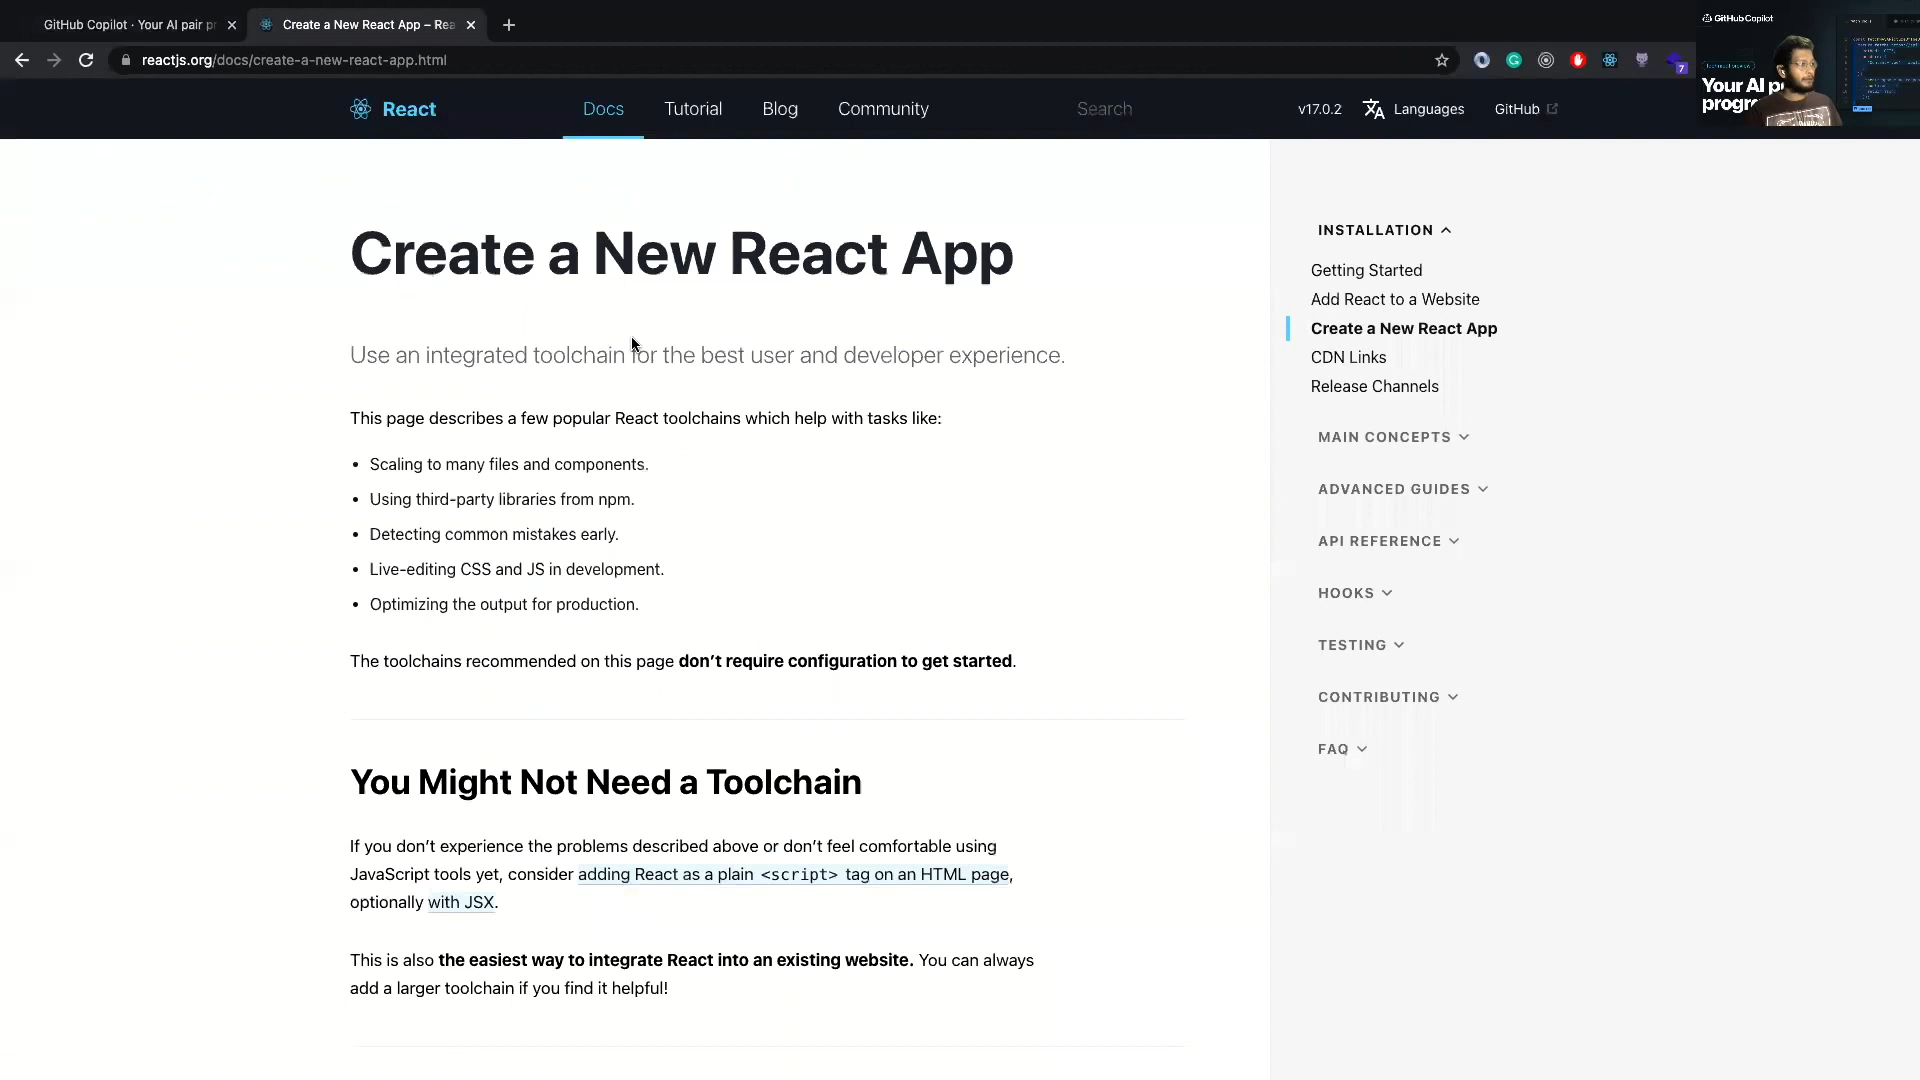 GitHub Copilot · Your AI pair pr
Create a New React App – Rea
reactjs.org/docs/create-a-new-react-app.html
7
GitHub Copilot
Technical preview
Your AI p
progr
React
Docs
Tutorial
Blog
Community
Search
v17.0.2
Languages
GitHub
Create a New React App
Use an integrated toolchain for the best user and developer experience.
This page describes a few popular React toolchains which help with tasks like:
• Scaling to many files and components.
• Using third-party libraries from npm.
• Detecting common mistakes early.
• Live-editing CSS and JS in development.
• Optimizing the output for production.
The toolchains recommended on this page don’t require configuration to get started.
You Might Not Need a Toolchain
If you don’t experience the problems described above or don’t feel comfortable using
JavaScript tools yet, consider adding React as a plain <script> tag on an HTML page,
optionally with JSX.
This is also the easiest way to integrate React into an existing website. You can always
add a larger toolchain if you find it helpful!
INSTALLATION
Getting Started
Add React to a Website
Create a New React App
CDN Links
Release Channels
MAIN CONCEPTS
ADVANCED GUIDES
API REFERENCE
HOOKS
TESTING
CONTRIBUTING
FAQ